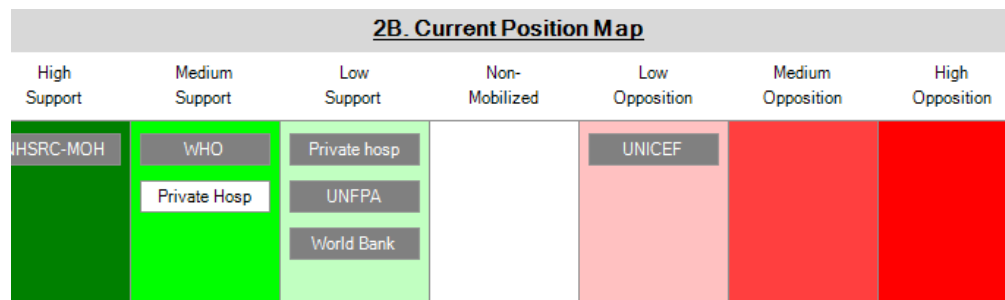 2B. Current Position Map
High Medium Low Non- Low Medium High
Support Support Support Mobilized Opposition Opposition Opposition
NHSRC-MOH WHO Private hosp UNICEF
Private Hosp UNFPA
World Bank